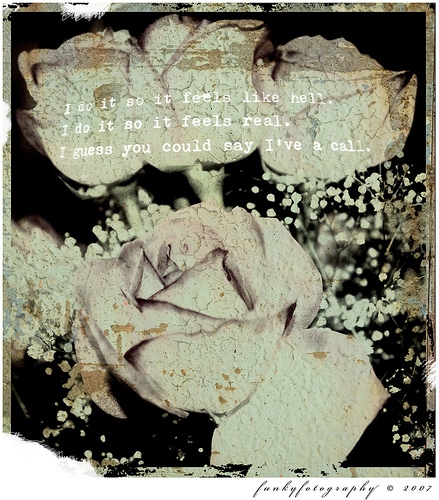 I do it so it feels like hell.
I do it so it feels real.
I guess you could say I've a call.
funkyfotography © 2007